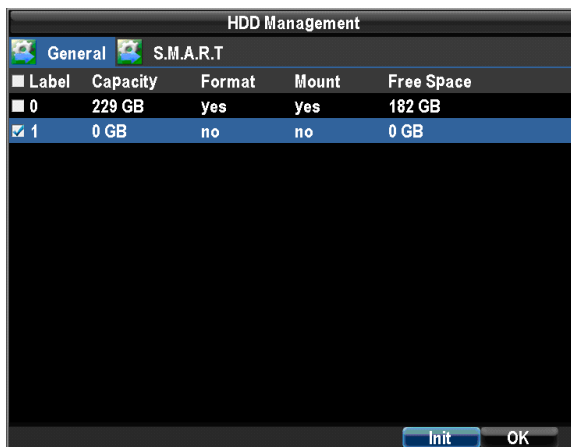 HDD Management
General S.M.A.R.T
Label Capacity Format Mount Free Space
0 229 GB yes yes 182 GB
1 0 GB no no 0 GB
Init OK